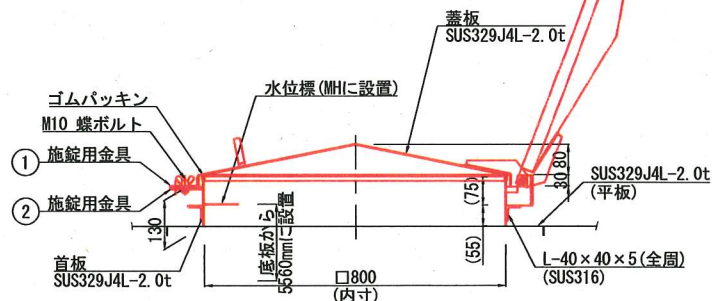 蓋板
SUS329J4L-2.0t
水位標(MHに設置)
ゴムパッキン
M10 蝶ボルト
① 施錠用金具
② 施錠用金具
130
首板
SUS329J4L-2.0t
底板から
5560mmに設置
□800
(内寸)
(75)
(55)
30
80
SUS329J4L-2.0t
(平板)
L-40×40×5(全周)
(SUS316)